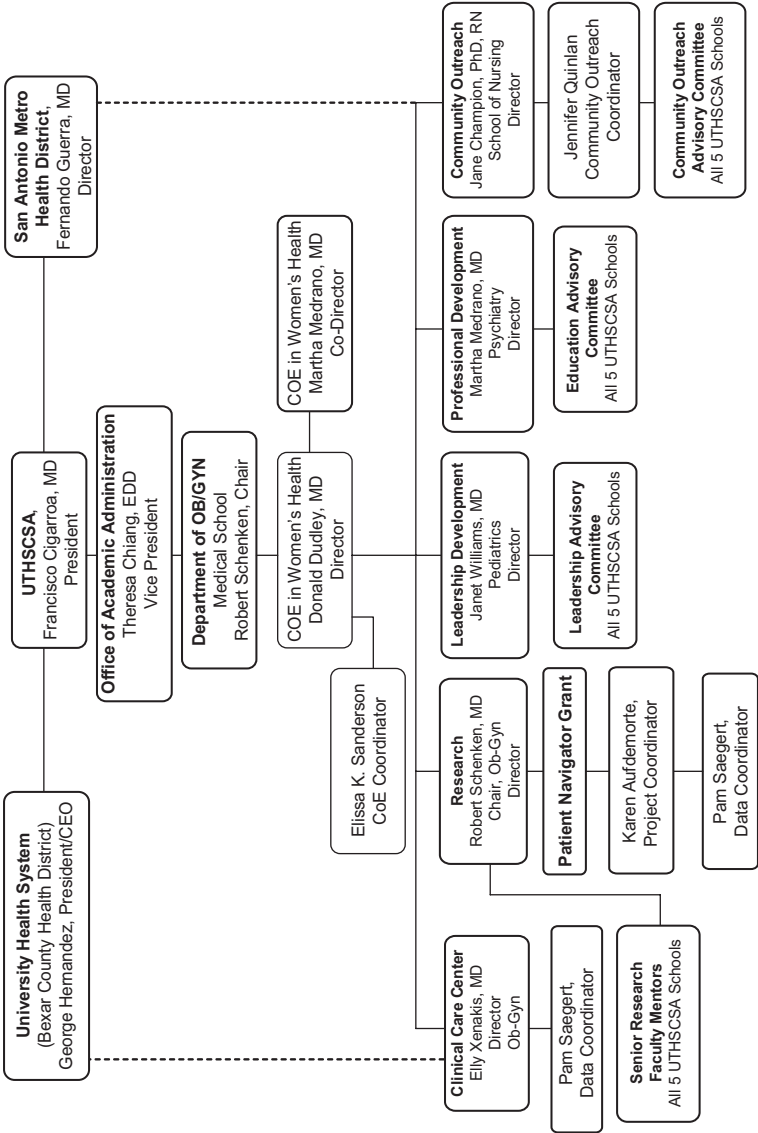 University Health System
(Bexar County Health District)
George Hernandez, President/CEO
UTHSCSA,
Francisco Cigarroa, MD
President
San Antonio Metro
Health District,
Fernando Guerra, MD
Director
Office of Academic Administration
Theresa Chiang, EDD
Vice President
Department of OB/GYN
Medical School
Robert Schenken, Chair
COE in Women's Health
Donald Dudley, MD
Director
COE in Women's Health
Martha Medrano, MD
Co-Director
Elissa K. Sanderson
CoE Coordinator
Clinical Care Center
Elly Xenakis, MD
Director
Ob-Gyn
Pam Saegert,
Data Coordinator
Senior Research
Faculty Mentors
All 5 UTHSCSA Schools
Research
Robert Schenken, MD
Chair, Ob-Gyn
Director
Patient Navigator Grant
Karen Aufdemorte,
Project Coordinator
Pam Saegert,
Data Coordinator
Leadership Development
Janet Williams, MD
Pediatrics
Director
Leadership Advisory
Committee
All 5 UTHSCSA Schools
Professional Development
Martha Medrano, MD
Psychiatry
Director
Education Advisory
Committee
All 5 UTHSCSA Schools
Community Outreach
Jane Champion, PhD, RN
School of Nursing
Director
Jennifer Quinlan
Community Outreach
Coordinator
Community Outreach
Advisory Committee
All 5 UTHSCSA Schools